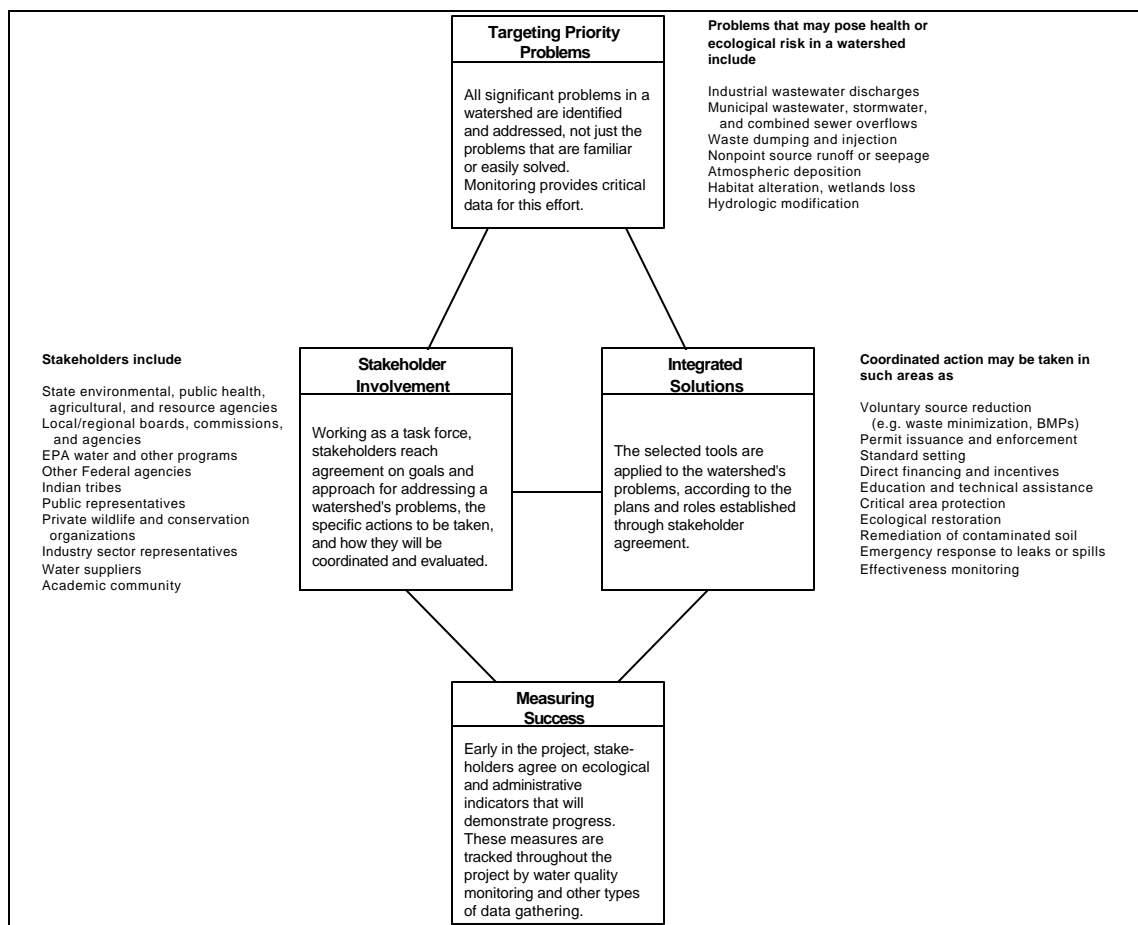 Targeting Priority
Problems
All significant problems in a
watershed are identified
and addressed, not just the
problems that are familiar
or easily solved.
Monitoring provides critical
data for this effort.
Problems that may pose health or
ecological risk in a watershed
include
Industrial wastewater discharges
Municipal wastewater, stormwater,
and combined sewer overflows
Waste dumping and injection
Nonpoint source runoff or seepage
Atmospheric deposition
Habitat alteration, wetlands loss
Hydrologic modification
Stakeholders include
State environmental, public health,
agricultural, and resource agencies
Local/regional boards, commissions,
and agencies
EPA water and other programs
Other Federal agencies
Indian tribes
Public representatives
Private wildlife and conservation
organizations
Industry sector representatives
Water suppliers
Academic community
Stakeholder
Involvement
Working as a task force,
stakeholders reach
agreement on goals and
approach for addressing a
watershed's problems, the
specific actions to be taken,
and how they will be
coordinated and evaluated.
Integrated
Solutions
The selected tools are
applied to the watershed's
problems, according to the
plans and roles established
through stakeholder
agreement.
Coordinated action may be taken in
such areas as
Voluntary source reduction
(e.g. waste minimization, BMPs)
Permit issuance and enforcement
Standard setting
Direct financing and incentives
Education and technical assistance
Critical area protection
Ecological restoration
Remediation of contaminated soil
Emergency response to leaks or spills
Effectiveness monitoring
Measuring
Success
Early in the project, stake-
holders agree on ecological
and administrative
indicators that will
demonstrate progress.
These measures are
tracked throughout the
project by water quality
monitoring and other types
of data gathering.